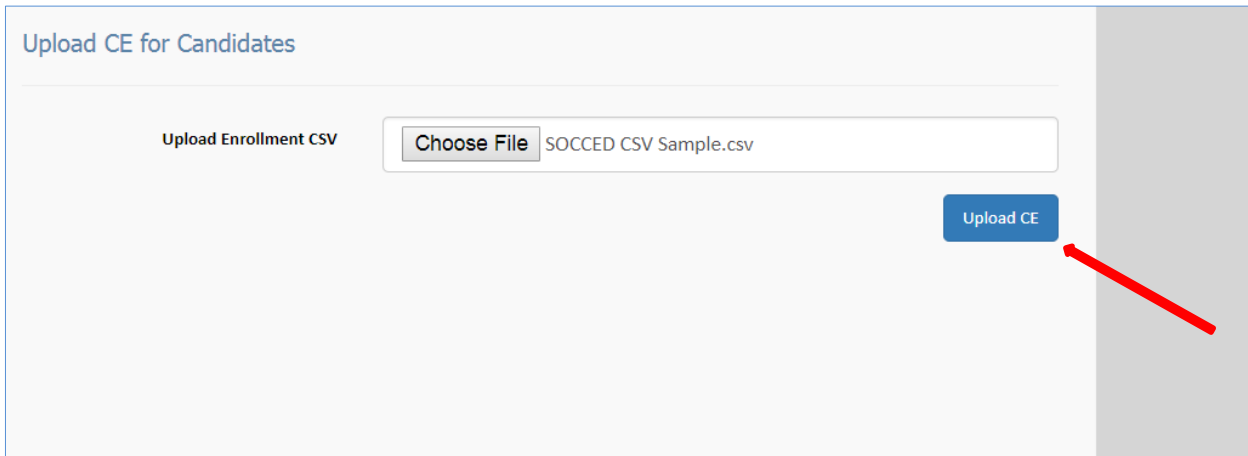 Upload CE for Candidates
Upload Enrollment CSV Choose File SOCCED CSV Sample.csv
Upload CE